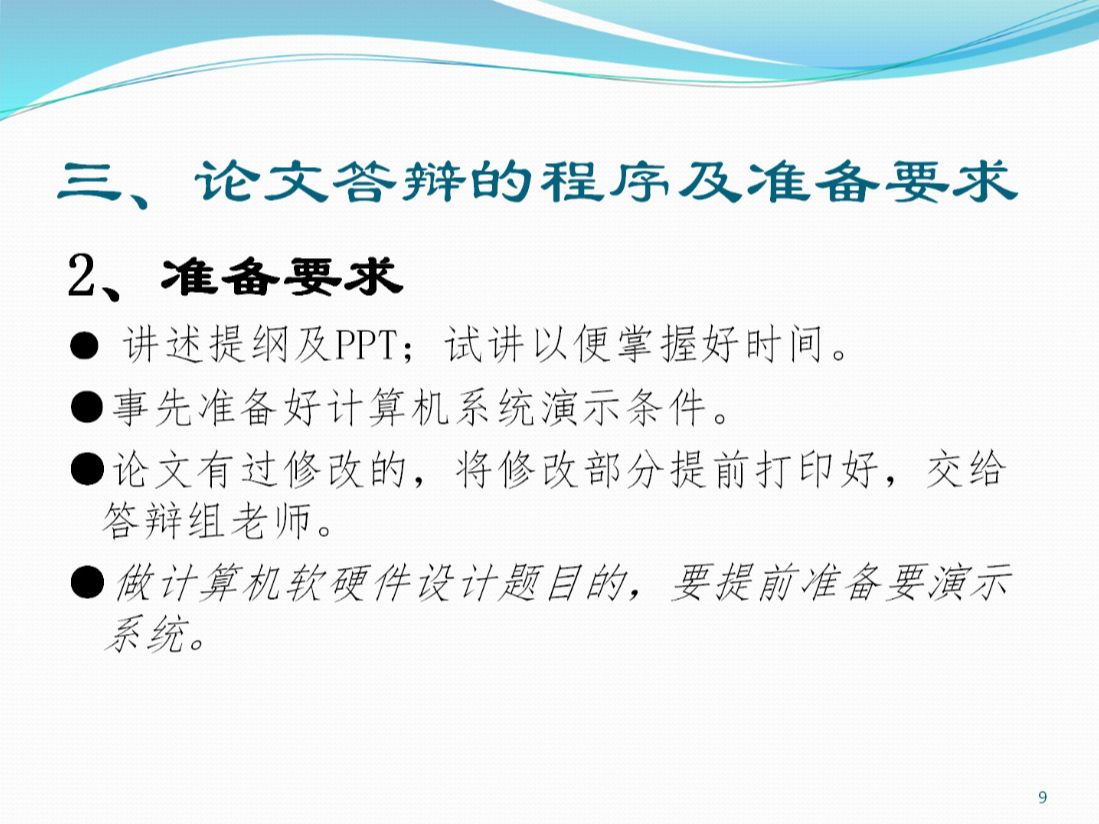 三、论文答辩的程序及准备要求
2、准备要求
● 讲述提纲及PPT；试讲以便掌握好时间。
●事先准备好计算机系统演示条件。
●论文有过修改的，将修改部分提前打印好，交给
答辩组老师。
●做计算机软硬件设计题目的，要提前准备要演示
系统。
9